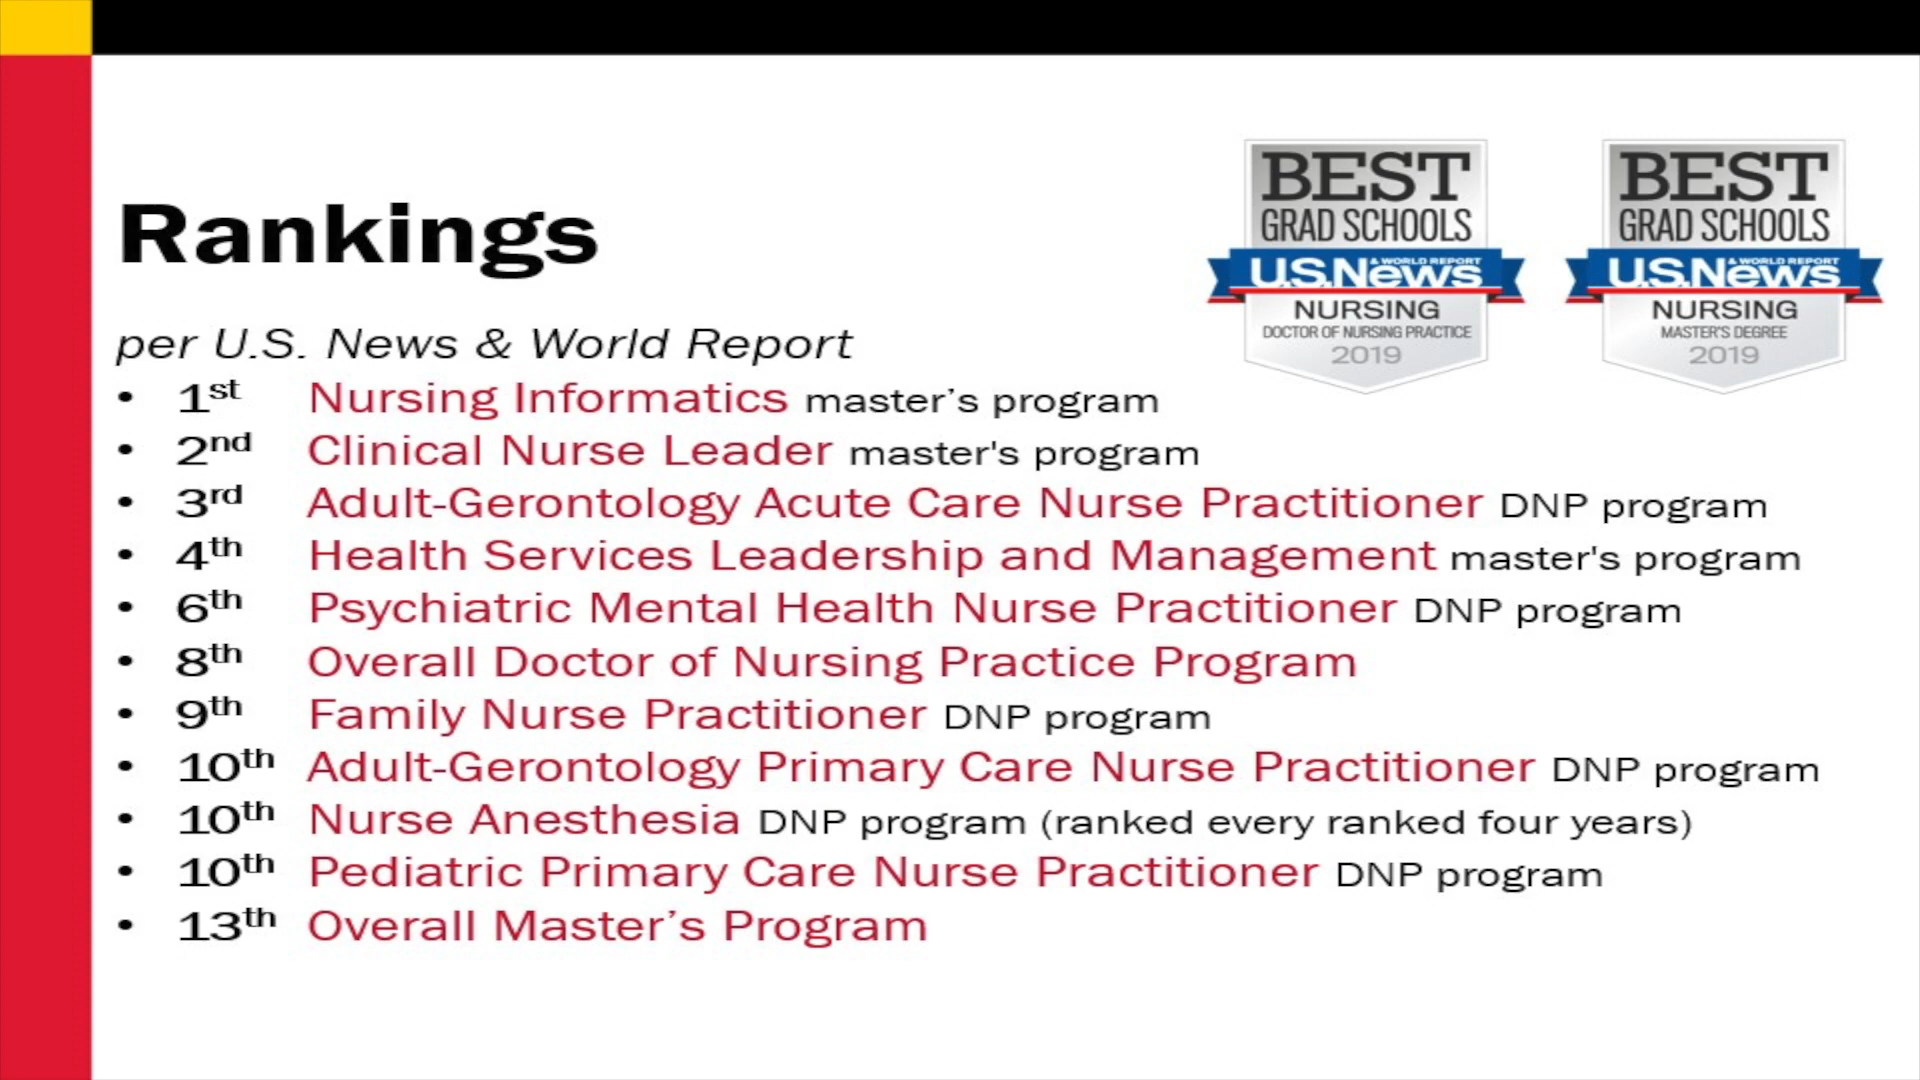 BEST
GRAD SCHOOLS
U.S.News & WORLD REPORT
NURSING
DOCTOR OF NURSING PRACTICE
2019
BEST
GRAD SCHOOLS
U.S.News & WORLD REPORT
NURSING
MASTER'S DEGREE
2019
Rankings
per U.S. News & World Report
• 1st Nursing Informatics master’s program
• 2nd Clinical Nurse Leader master's program
• 3rd Adult-Gerontology Acute Care Nurse Practitioner DNP program
• 4th Health Services Leadership and Management master's program
• 6th Psychiatric Mental Health Nurse Practitioner DNP program
• 8th Overall Doctor of Nursing Practice Program
• 9th Family Nurse Practitioner DNP program
• 10th Adult-Gerontology Primary Care Nurse Practitioner DNP program
• 10th Nurse Anesthesia DNP program (ranked every ranked four years)
• 10th Pediatric Primary Care Nurse Practitioner DNP program
• 13th Overall Master’s Program